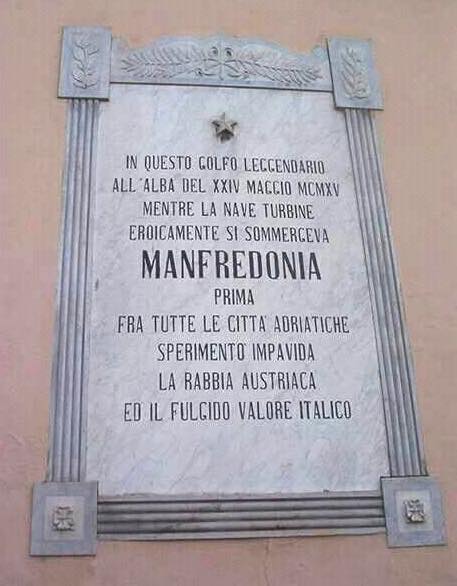 IN QUESTO GOLFO LEGGENDARIO
ALL'ALBA DEL XXIV MAGGIO MCMXV
MENTRE LA NAVE TURBINE
EROICAMENTE SI SOMMERGEVA
MANFREDONIA
PRIMA
FRA TUTTE LE CITTA' ADRIATICHE
SPERIMENTO' IMPAVIDA
LA RABBIA AUSTRIACA
ED IL FULGIDO VALORE ITALICO